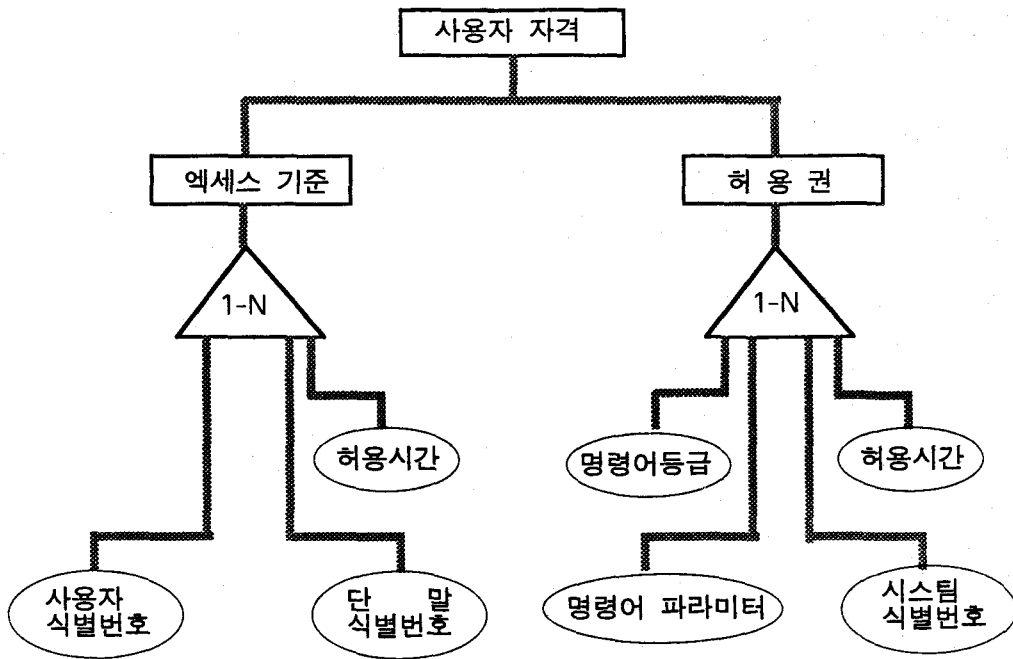 사용자 자격
엑세스 기준
허 용 권
1-N
1-N
허용시간
명령어등급
허용시간
사용자
식별번호
단 말
식별번호
명령어 파라미터
시스팀
식별번호